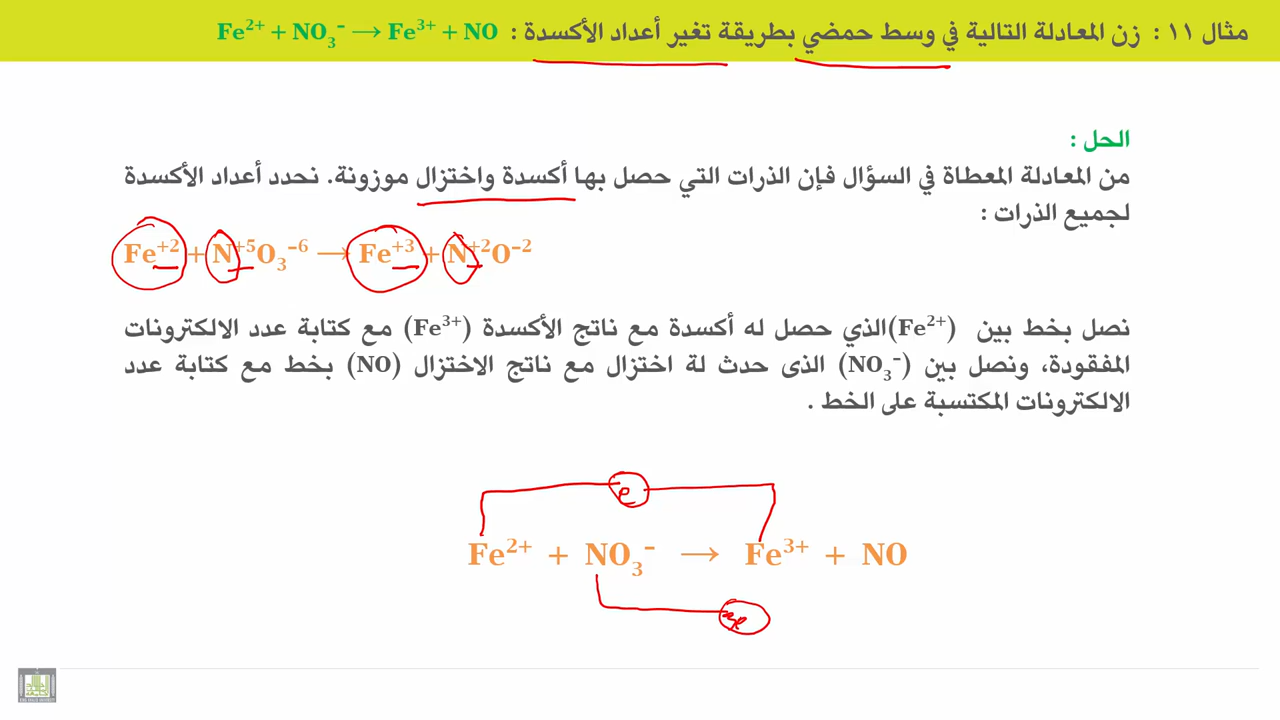 مثال ١١ : زن المعادلة التالية في وسط حمضي بطريقة تغير أعداد الأكسدة : Fe²⁺ + NO₃⁻ → Fe³⁺ + NO
الحل :
من المعادلة المعطاة في السؤال فإن الذرات التي حصل بها أكسدة واختزال موزونة. نحدد أعداد الأكسدة
لجميع الذرات :
Fe⁺² + N⁺⁵O₃⁻⁶ → Fe⁺³ + N⁺²O⁻²
نصل بخط بين (Fe²⁺)الذي حصل له أكسدة مع ناتج الأكسدة (Fe³⁺) مع كتابة عدد الالكترونات
المفقودة، ونصل بين (NO₃⁻) الذى حدث لة اختزال مع ناتج الاختزال (NO) بخط مع كتابة عدد
الالكترونات المكتسبة على الخط .
e
Fe²⁺ + NO₃⁻ → Fe³⁺ + NO
3e